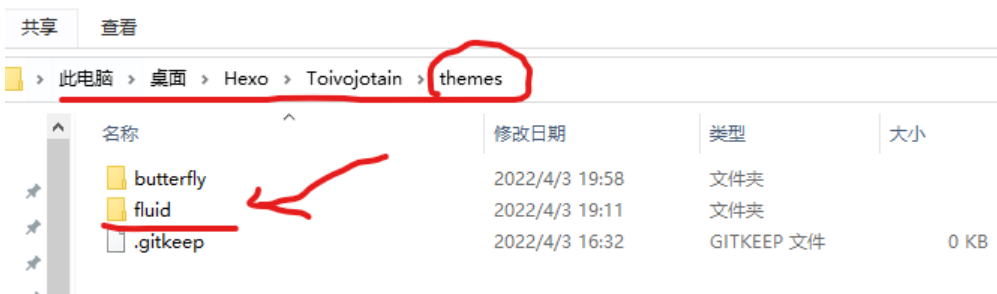 共享 查看
此电脑 › 桌面 › Hexo › Toivojotain › themes
名称 修改日期 类型 大小
butterfly 2022/4/3 19:58 文件夹
fluid 2022/4/3 19:11 文件夹
.gitkeep 2022/4/3 16:32 GITKEEP 文件 0 KB